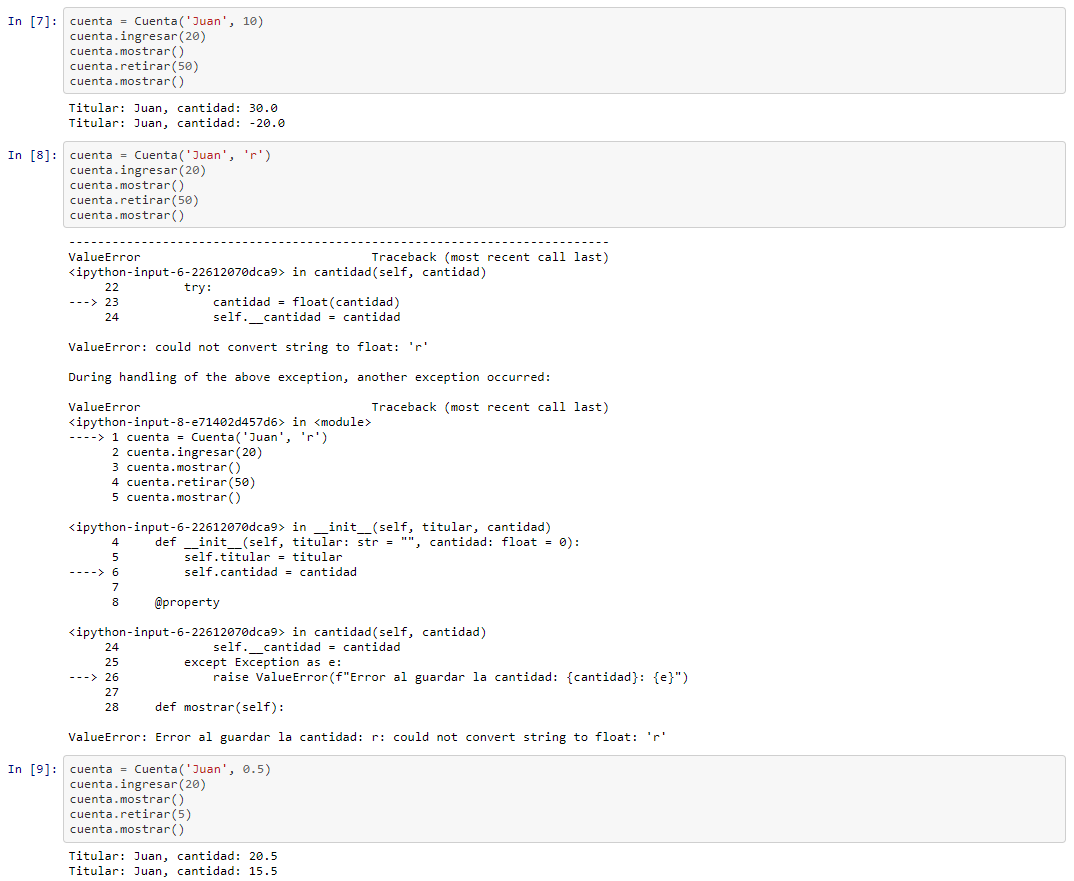 In [7]: cuenta = Cuenta('Juan', 10)
cuenta.ingresar(20)
cuenta.mostrar()
cuenta.retirar(50)
cuenta.mostrar()
Titular: Juan, cantidad: 30.0
Titular: Juan, cantidad: -20.0
In [8]: cuenta = Cuenta('Juan', 'r')
cuenta.ingresar(20)
cuenta.mostrar()
cuenta.retirar(50)
cuenta.mostrar()
---------------------------------------------------------------------------
ValueError                                Traceback (most recent call last)
<ipython-input-6-22612070dca9> in cantidad(self, cantidad)
     22         try:
---> 23             cantidad = float(cantidad)
     24             self.__cantidad = cantidad
ValueError: could not convert string to float: 'r'
During handling of the above exception, another exception occurred:
ValueError                                Traceback (most recent call last)
<ipython-input-8-e71402d457d6> in <module>
----> 1 cuenta = Cuenta('Juan', 'r')
      2 cuenta.ingresar(20)
      3 cuenta.mostrar()
      4 cuenta.retirar(50)
      5 cuenta.mostrar()
<ipython-input-6-22612070dca9> in __init__(self, titular, cantidad)
      4     def __init__(self, titular: str = "", cantidad: float = 0):
      5         self.titular = titular
----> 6         self.cantidad = cantidad
      7
      8     @property
<ipython-input-6-22612070dca9> in cantidad(self, cantidad)
     24             self.__cantidad = cantidad
     25         except Exception as e:
---> 26             raise ValueError(f"Error al guardar la cantidad: {cantidad}: {e}")
     27
     28     def mostrar(self):
ValueError: Error al guardar la cantidad: r: could not convert string to float: 'r'
In [9]: cuenta = Cuenta('Juan', 0.5)
cuenta.ingresar(20)
cuenta.mostrar()
cuenta.retirar(5)
cuenta.mostrar()
Titular: Juan, cantidad: 20.5
Titular: Juan, cantidad: 15.5